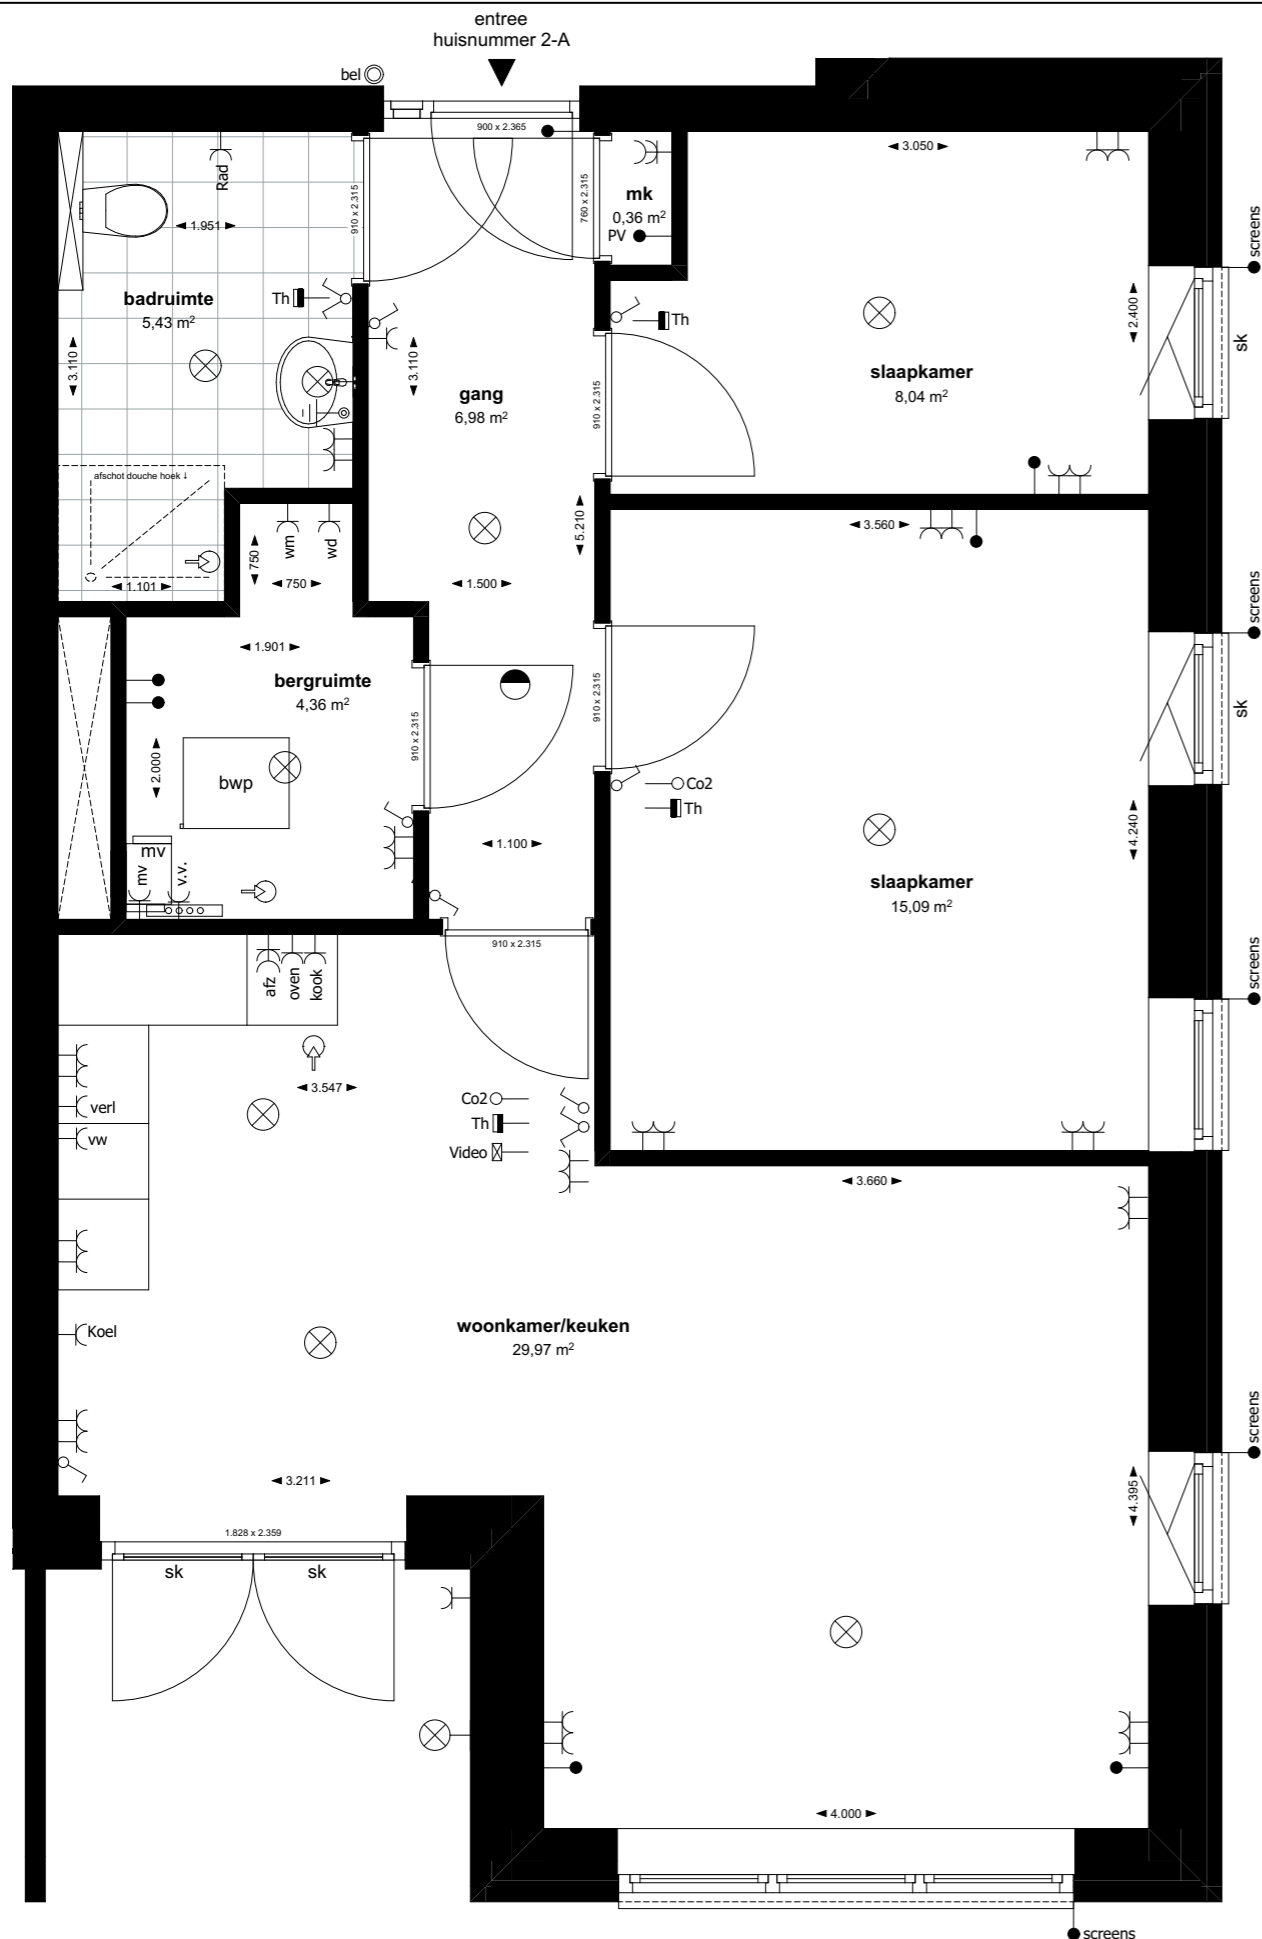 entree
huisnummer 2-A
bel
900 x 2.365
3.050
Rad
910 x 2.315
760 x 2.315
mk
0,36 m²
PV
1.951
screens
badruimte
5,43 m²
Th
Th
2.400
sk
3.110
3.110
gang
6,98 m²
slaapkamer
8,04 m²
910 x 2.315
afschot douche hoek ↓
wm
wd
750
750
5.210
3.560
1.101
1.500
screens
1.901
bergruimte
4,36 m²
910 x 2.315
910 x 2.315
sk
2.000
bwp
Co2
Th
4.240
mv
mv
v.v.
1.100
slaapkamer
15,09 m²
910 x 2.315
afz
oven
kook
screens
3.547
verl
vw
Co2
Th
Video
3.660
woonkamer/keuken
29,97 m²
Koel
screens
3.211
4.395
1.828 x 2.359
sk
sk
4.000
screens